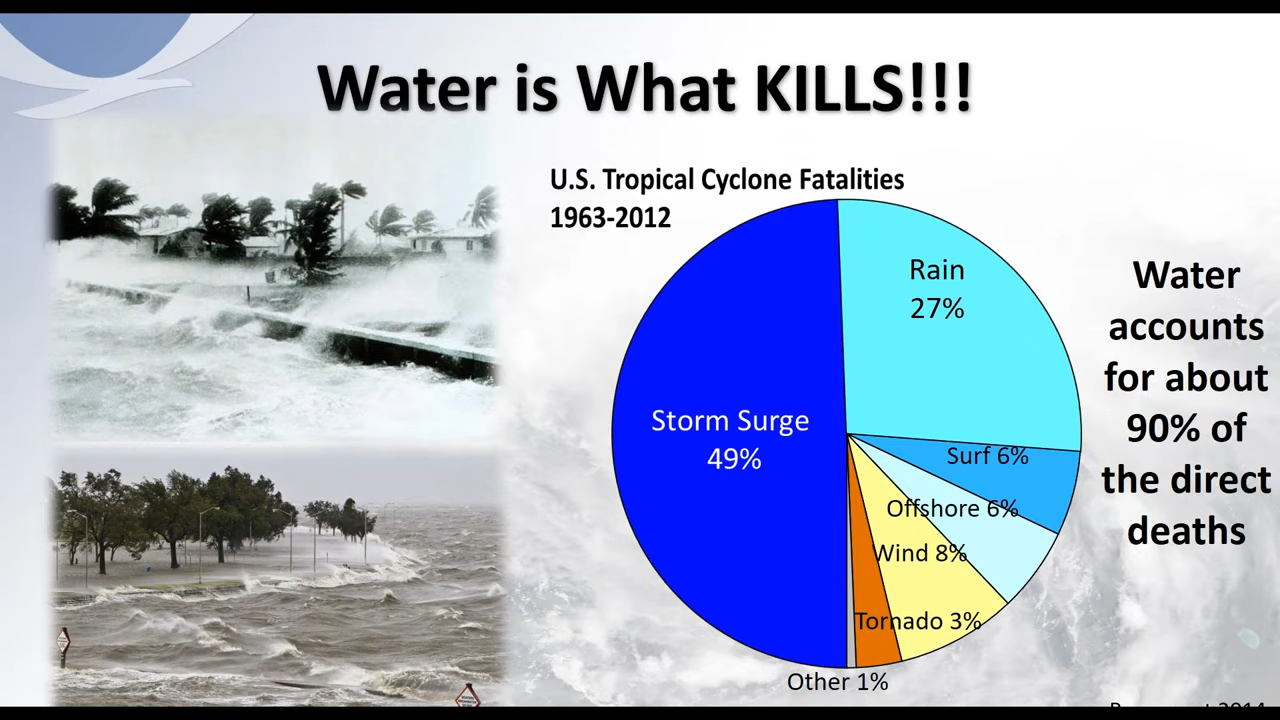 Water is What KILLS!!!
U.S. Tropical Cyclone Fatalities
1963-2012
Rain
27%
Storm Surge
49%
Surf 6%
Offshore 6%
Wind 8%
Tornado 3%
Other 1%
Water
accounts
for about
90% of
the direct
deaths